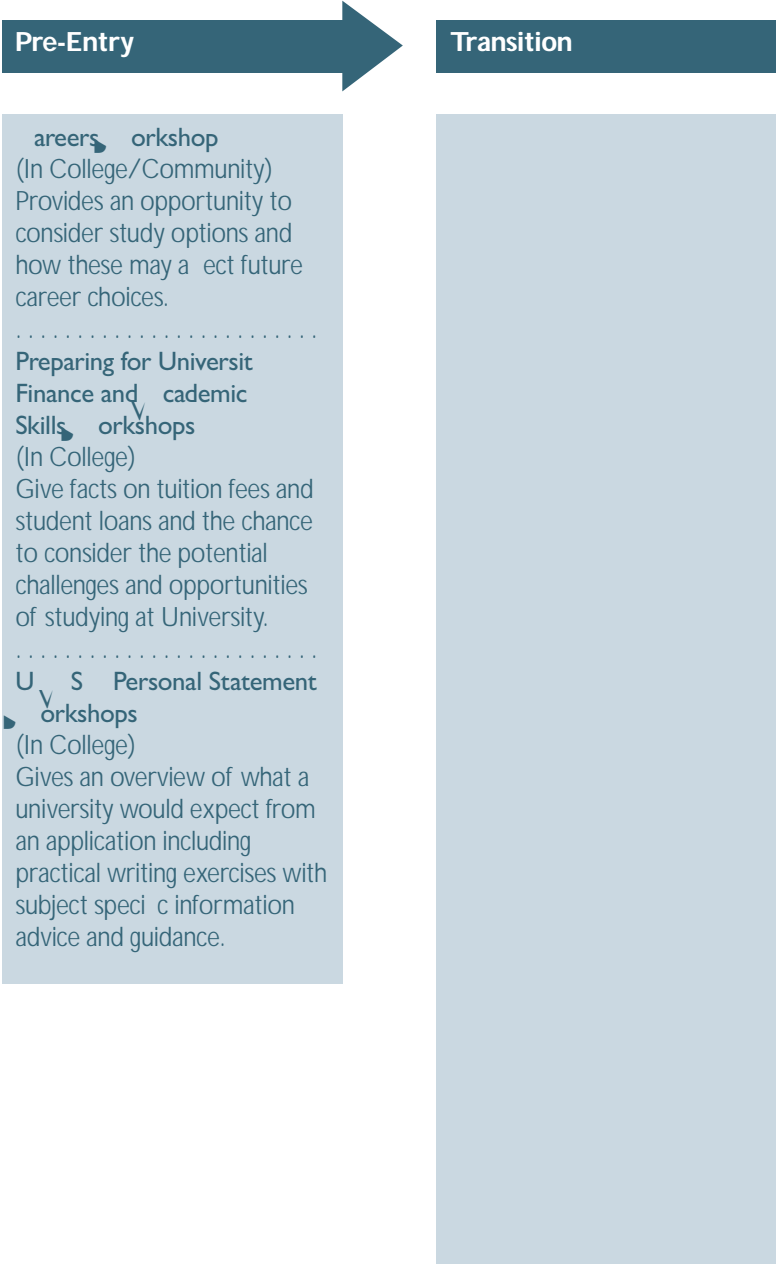 Pre-Entry
Transition
areers orkshop
(In College/Community)
Provides an opportunity to
consider study options and
how these may a ect future
career choices.
Preparing for Universit
Finance and cademic
Skills orkshops
(In College)
Give facts on tuition fees and
student loans and the chance
to consider the potential
challenges and opportunities
of studying at University.
U S Personal Statement
orkshops
(In College)
Gives an overview of what a
university would expect from
an application including
practical writing exercises with
subject speci c information
advice and guidance.